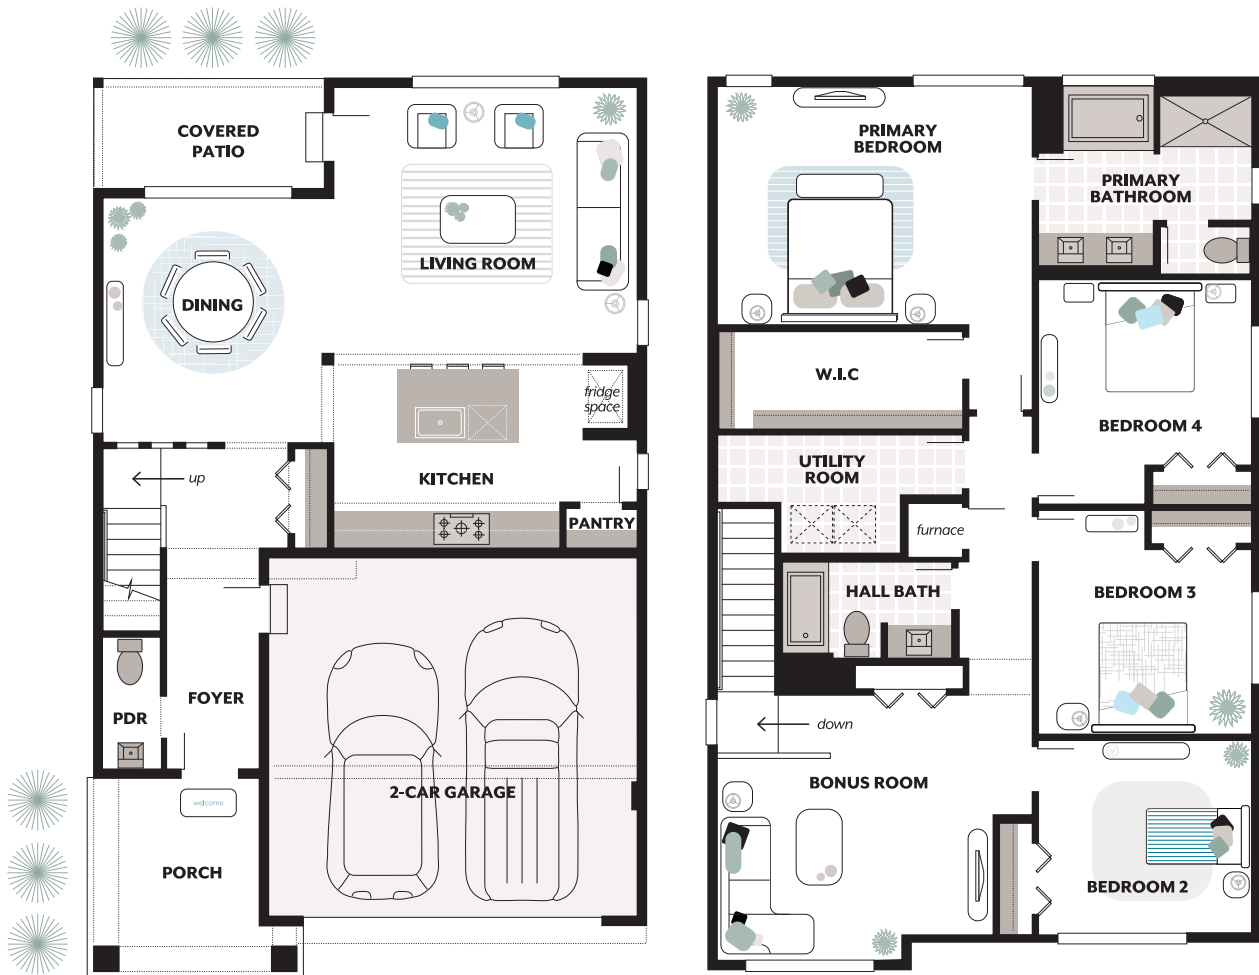 COVERED
PATIO
LIVING ROOM
DINING
fridge
space
KITCHEN
up
PANTRY
FOYER
PDR
2-CAR GARAGE
welcome
PORCH
PRIMARY
BEDROOM
PRIMARY
BATHROOM
W.I.C
BEDROOM 4
UTILITY
ROOM
furnace
HALL BATH
BEDROOM 3
down
BONUS ROOM
BEDROOM 2